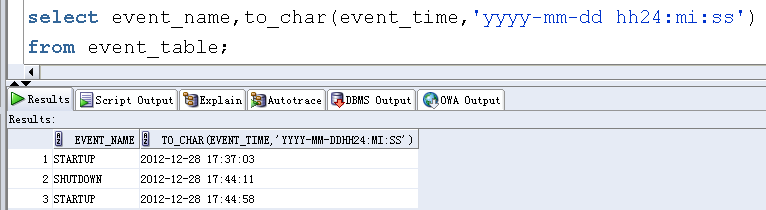 select event_name,to_char(event_time,'yyyy-mm-dd hh24:mi:ss')
from event_table;
Results Script Output Explain Autotrace DBMS Output OWA Output
Results:
EVENT_NAME TO_CHAR(EVENT_TIME,'YYYY-MM-DDHH24:MI:SS')
1 STARTUP 2012-12-28 17:37:03
2 SHUTDOWN 2012-12-28 17:44:11
3 STARTUP 2012-12-28 17:44:58